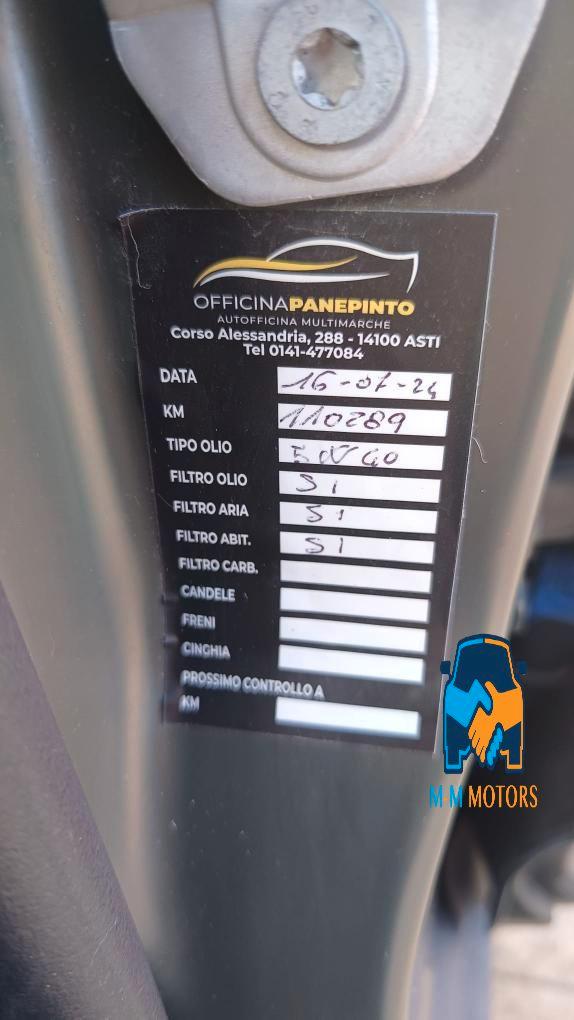 OFFICINAPANEPINTO
AUTOFFICINA MULTIMARCHE
Corso Alessandria, 288 - 14100 ASTI
Tel 0141-477084
DATA 16-07-24
KM 110289
TIPO OLIO 5W40
FILTRO OLIO SI
FILTRO ARIA SI
FILTRO ABIT. SI
FILTRO CARB.
CANDELE
FRENI
CINGHIA
PROSSIMO CONTROLLO A
KM
M M MOTORS